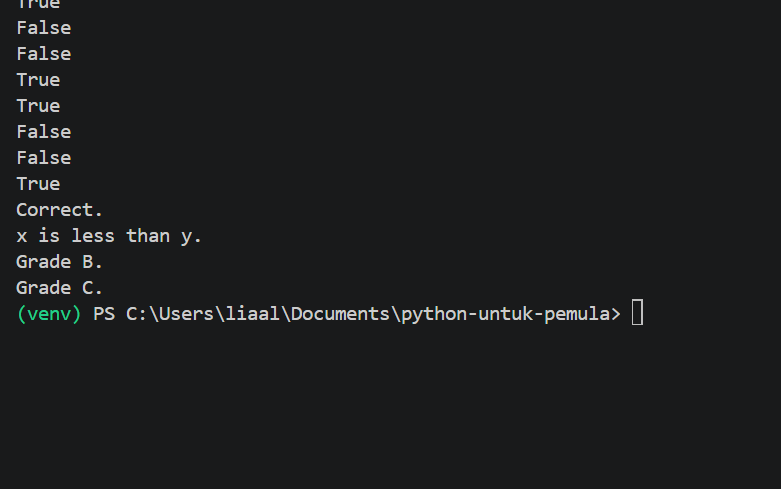 True
False
False
True
True
False
False
True
Correct.
x is less than y.
Grade B.
Grade C.
(venv) PS C:\Users\liaal\Documents\python-untuk-pemula>